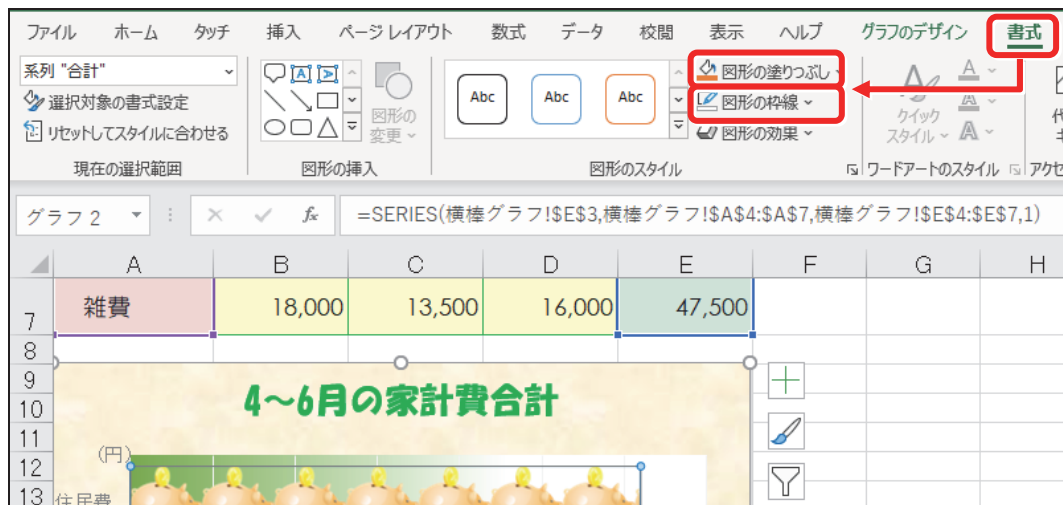 ファイル ホーム タッチ 挿入 ページ レイアウト 数式 データ 校閲 表示 ヘルプ グラフのデザイン 書式
系列 "合計"
選択対象の書式設定
リセットしてスタイルに合わせる
現在の選択範囲
図形の
変更
図形の挿入
Abc Abc Abc
図形の塗りつぶし
図形の枠線
図形の効果
図形のスタイル
クイック
スタイル
ワードアートのスタイル
アクセ
グラフ 2
fx
=SERIES(横棒グラフ!$E$3,横棒グラフ!$A$4:$A$7,横棒グラフ!$E$4:$E$7,1)
A B C D E F G H
7 雑費 18,000 13,500 16,000 47,500
8
9
10
11
12
13
4~6月の家計費合計
(円)
住居費